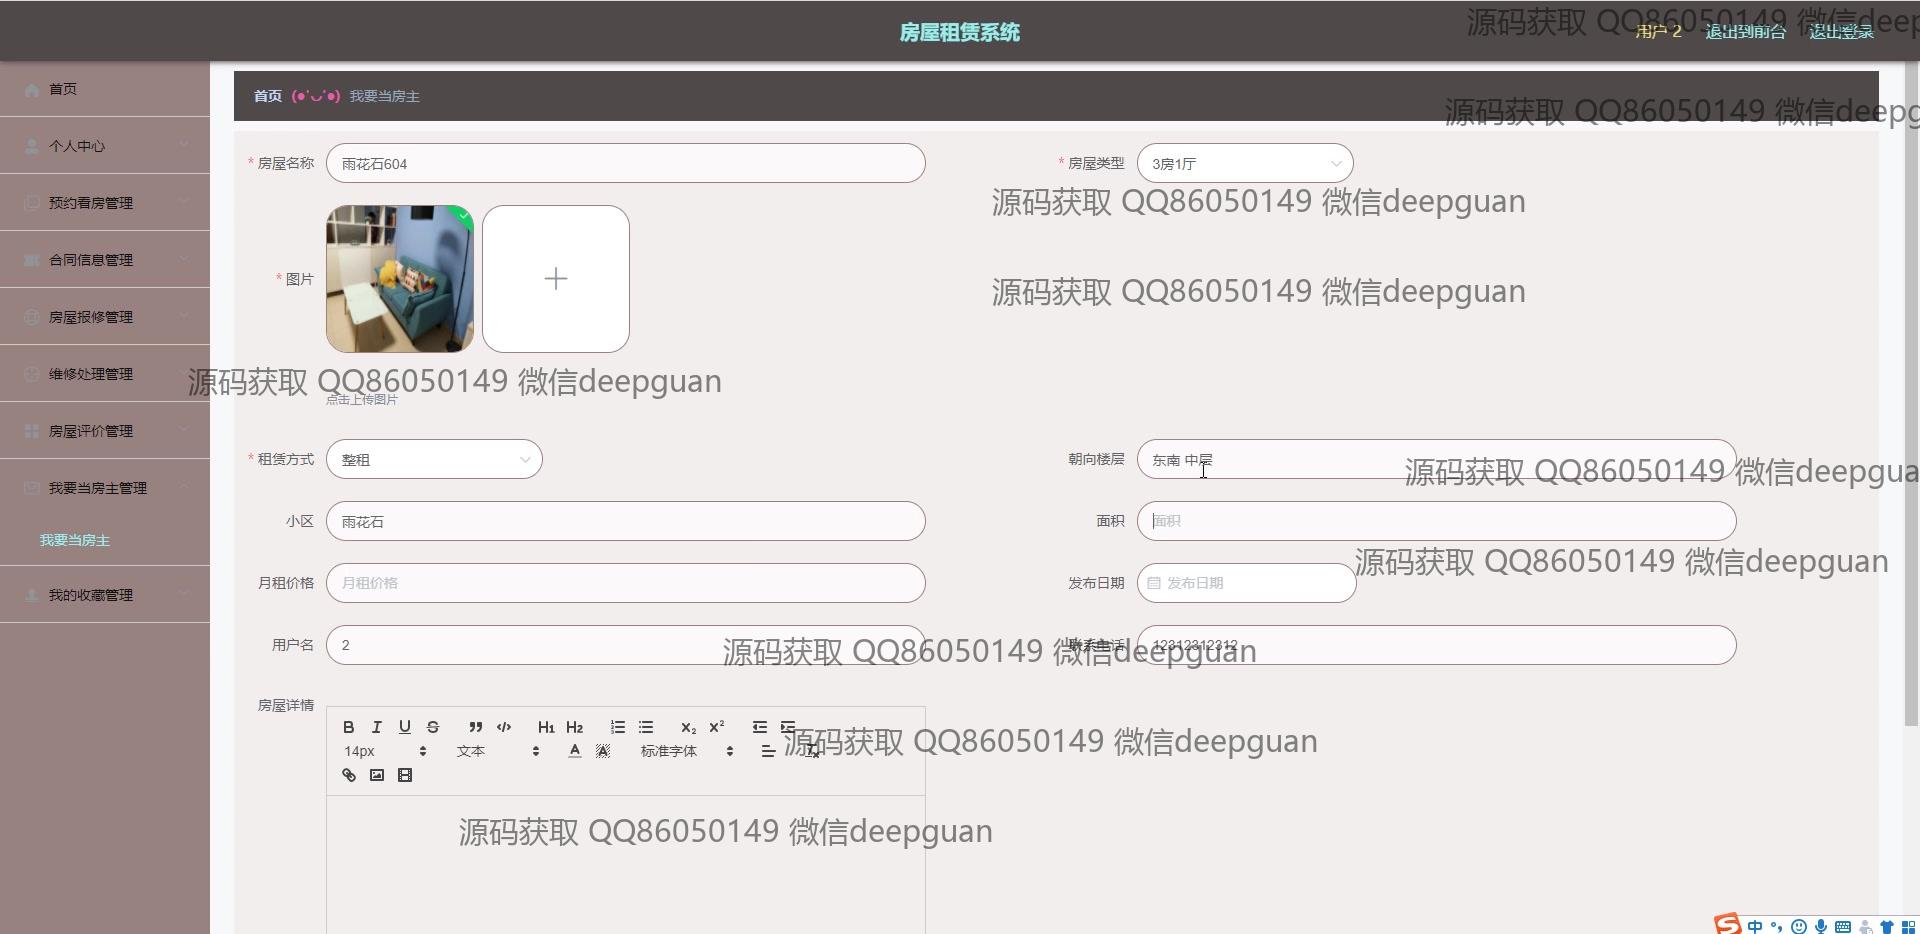 房屋租赁系统
源码获取 QQ86050149 微信deep
用户 2 退出到前台 退出登录
首页
个人中心
预约看房管理
合同信息管理
房屋报修管理
维修处理管理
房屋评价管理
我要当房主管理
我要当房主
我的收藏管理
首页 (●'◡'●) 我要当房主
源码获取 QQ86050149 微信deepg
* 房屋名称 雨花石604
* 房屋类型 3房1厅
源码获取 QQ86050149 微信deepguan
* 图片
源码获取 QQ86050149 微信deepguan
源码获取 QQ86050149 微信deepguan
点击上传图片
* 租赁方式 整租
朝向楼层 东南 中层
源码获取 QQ86050149 微信deepgua
小区 雨花石
面积 面积
源码获取 QQ86050149 微信deepguan
月租价格 月租价格
发布日期 发布日期
用户名 2
联系电话 12312312312
源码获取 QQ86050149 微信deepguan
房屋详情
B I U S H1 H2 X2 X2
14px 文本 A A 标准字体 Tx
源码获取 QQ86050149 微信deepguan
源码获取 QQ86050149 微信deepguan
S 中